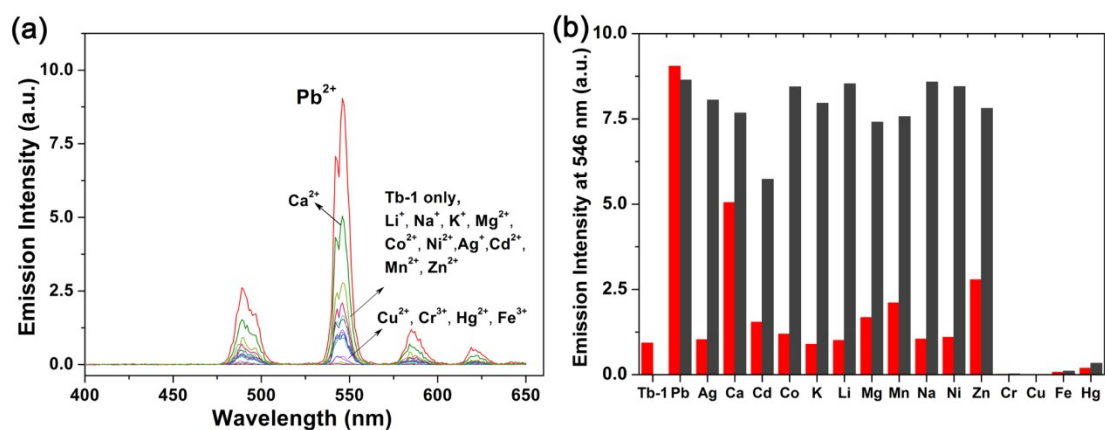 (a)
10.0
7.5
5.0
2.5
0.0
400
450
500
550
600
650
Wavelength (nm)
Emission Intensity (a.u.)
Pb²⁺
Ca²⁺
Tb-1 only,
Li⁺, Na⁺, K⁺, Mg²⁺,
Co²⁺, Ni²⁺,Ag⁺,Cd²⁺,
Mn²⁺, Zn²⁺
Cu²⁺, Cr³⁺, Hg²⁺, Fe³⁺
(b)
10.0
7.5
5.0
2.5
0.0
Emission Intensity at 546 nm (a.u.)
Tb-1 Pb Ag Ca Cd Co K Li Mg Mn Na Ni Zn Cr Cu Fe Hg